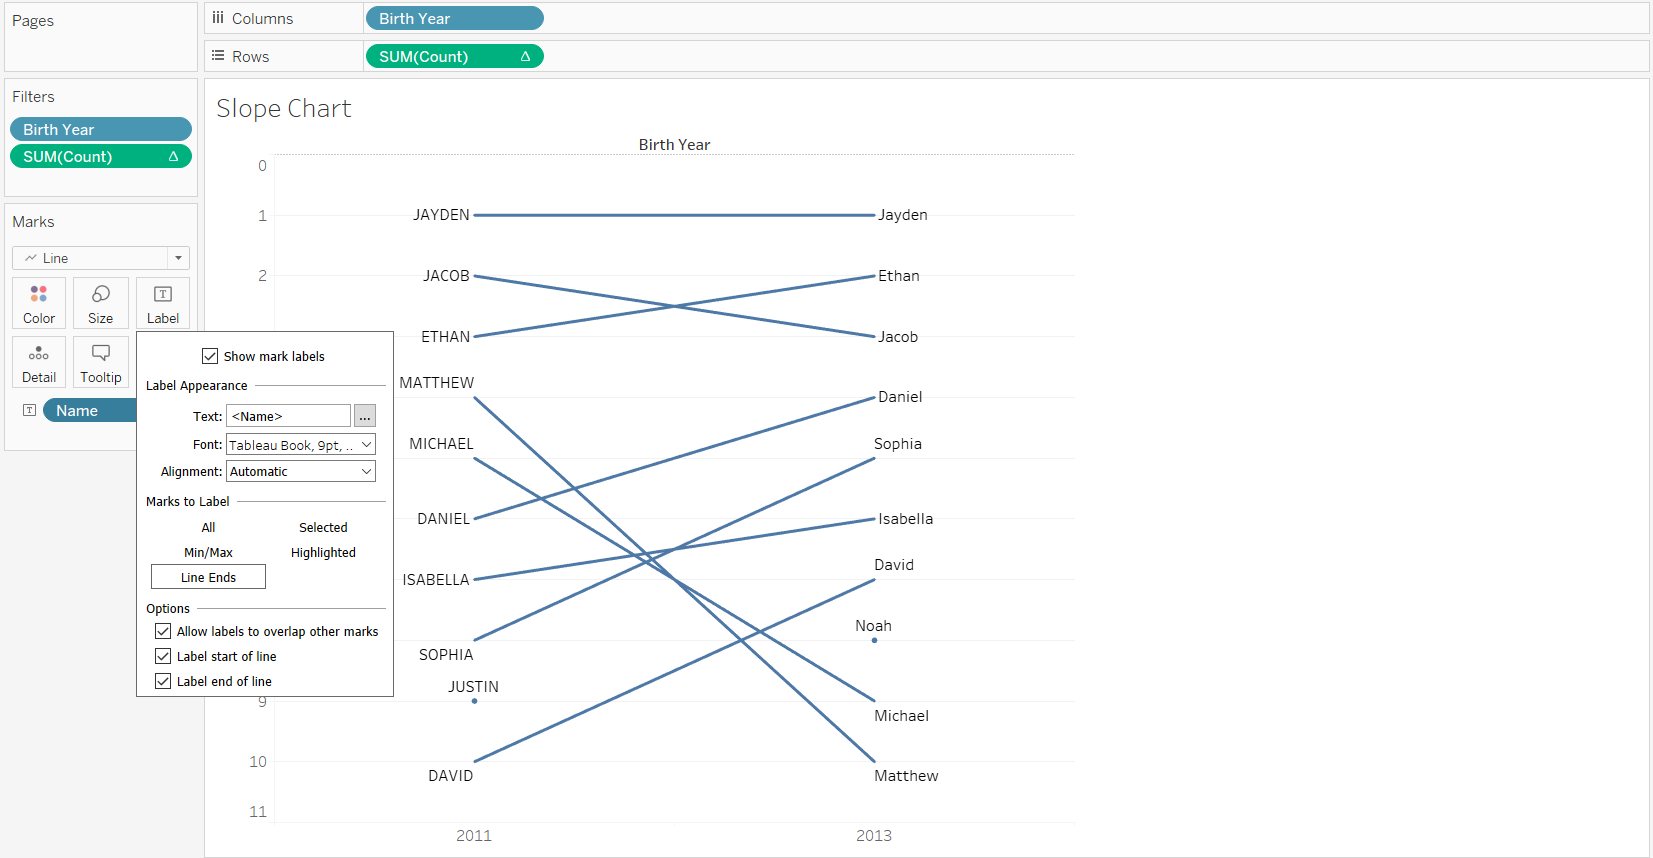 Pages
Columns
Birth Year
Rows
SUM(Count) Δ
Filters
Birth Year
SUM(Count) Δ
Marks
Line
Color Size Label
Detail Tooltip
T Name
Show mark labels
Label Appearance
Text: <Name> ...
Font: Tableau Book, 9pt, ..
Alignment: Automatic
Marks to Label
All Selected
Min/Max Highlighted
Line Ends
Options
Allow labels to overlap other marks
Label start of line
Label end of line
Slope Chart
Birth Year
0
1 JAYDEN Jayden
2 JACOB Ethan
ETHAN Jacob
MATTHEW
Daniel
MICHAEL Sophia
DANIEL Isabella
David
ISABELLA
Noah
SOPHIA
JUSTIN
9
Michael
10
DAVID Matthew
11
2011 2013